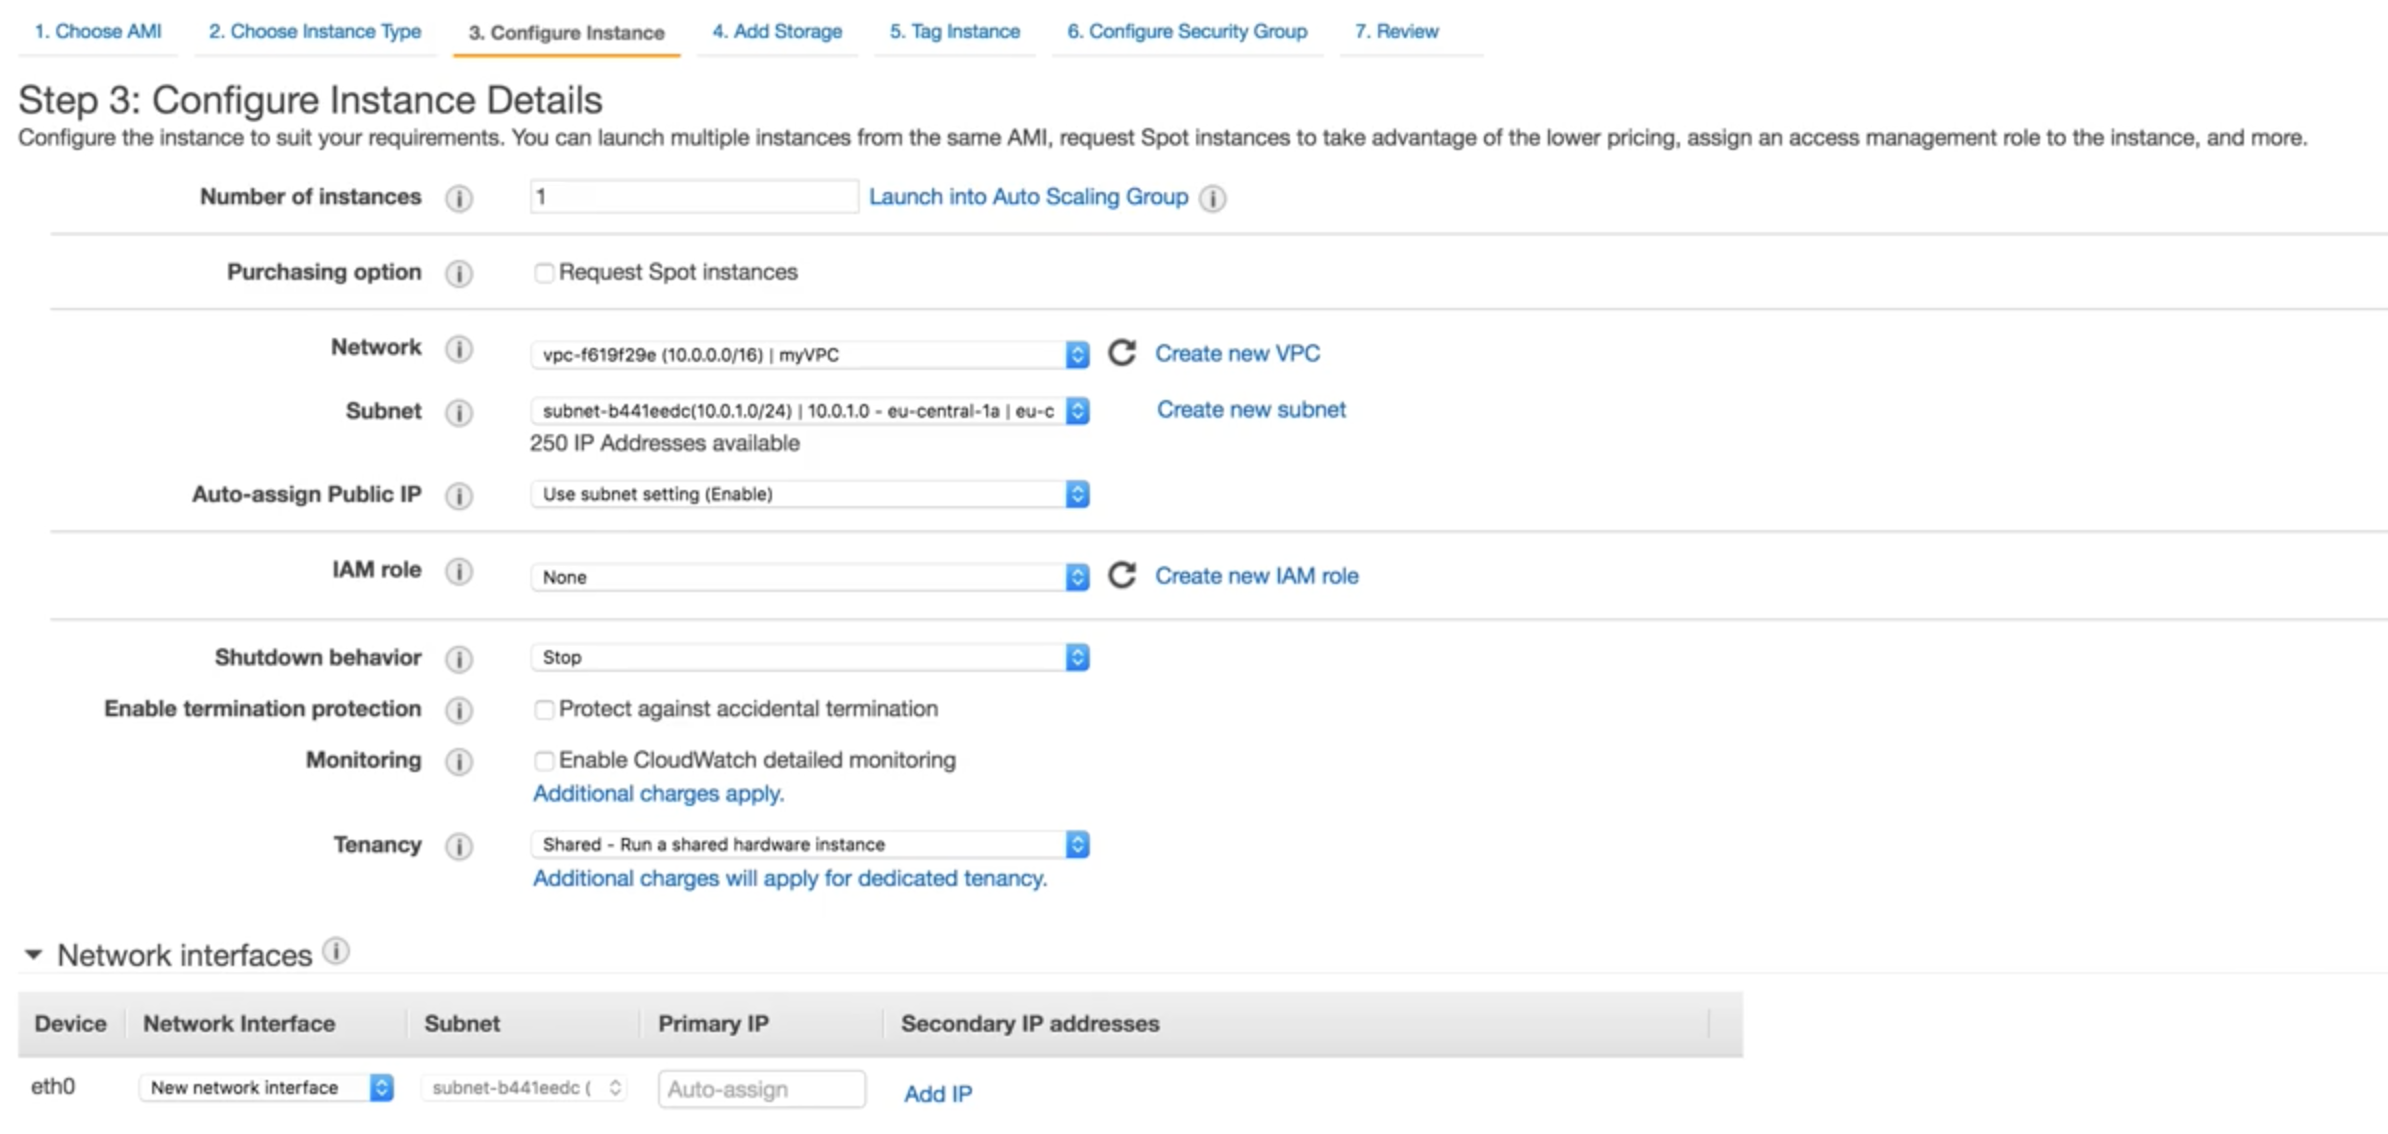 1. Choose AMI 2. Choose Instance Type 3. Configure Instance 4. Add Storage 5. Tag Instance 6. Configure Security Group 7. Review
Step 3: Configure Instance Details
Configure the instance to suit your requirements. You can launch multiple instances from the same AMI, request Spot instances to take advantage of the lower pricing, assign an access management role to the instance, and more.
Number of instances 1 Launch into Auto Scaling Group
Purchasing option Request Spot instances
Network vpc-f619f29e (10.0.0.0/16) | myVPC Create new VPC
Subnet subnet-b441eedc(10.0.1.0/24) | 10.0.1.0 - eu-central-1a | eu-c Create new subnet
250 IP Addresses available
Auto-assign Public IP Use subnet setting (Enable)
IAM role None Create new IAM role
Shutdown behavior Stop
Enable termination protection Protect against accidental termination
Monitoring Enable CloudWatch detailed monitoring
Additional charges apply.
Tenancy Shared - Run a shared hardware instance
Additional charges will apply for dedicated tenancy.
Network interfaces
Device Network Interface Subnet Primary IP Secondary IP addresses
eth0 New network interface subnet-b441eedc ( Auto-assign Add IP